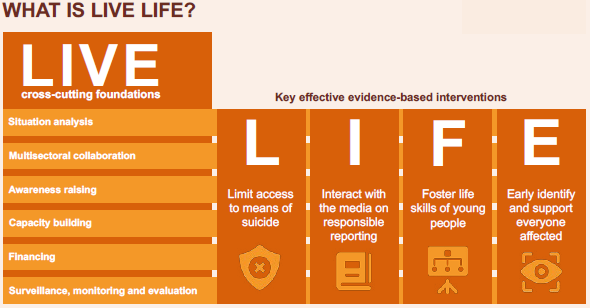 WHAT IS LIVE LIFE?
LIVE
cross-cutting foundations
Situation analysis
Multisectoral collaboration
Awareness raising
Capacity building
Financing
Surveillance, monitoring and evaluation
Key effective evidence-based interventions
L
Limit access
to means of
suicide
I
Interact with
the media on
responsible
reporting
F
Foster life
skills of young
people
E
Early identify
and support
everyone
affected